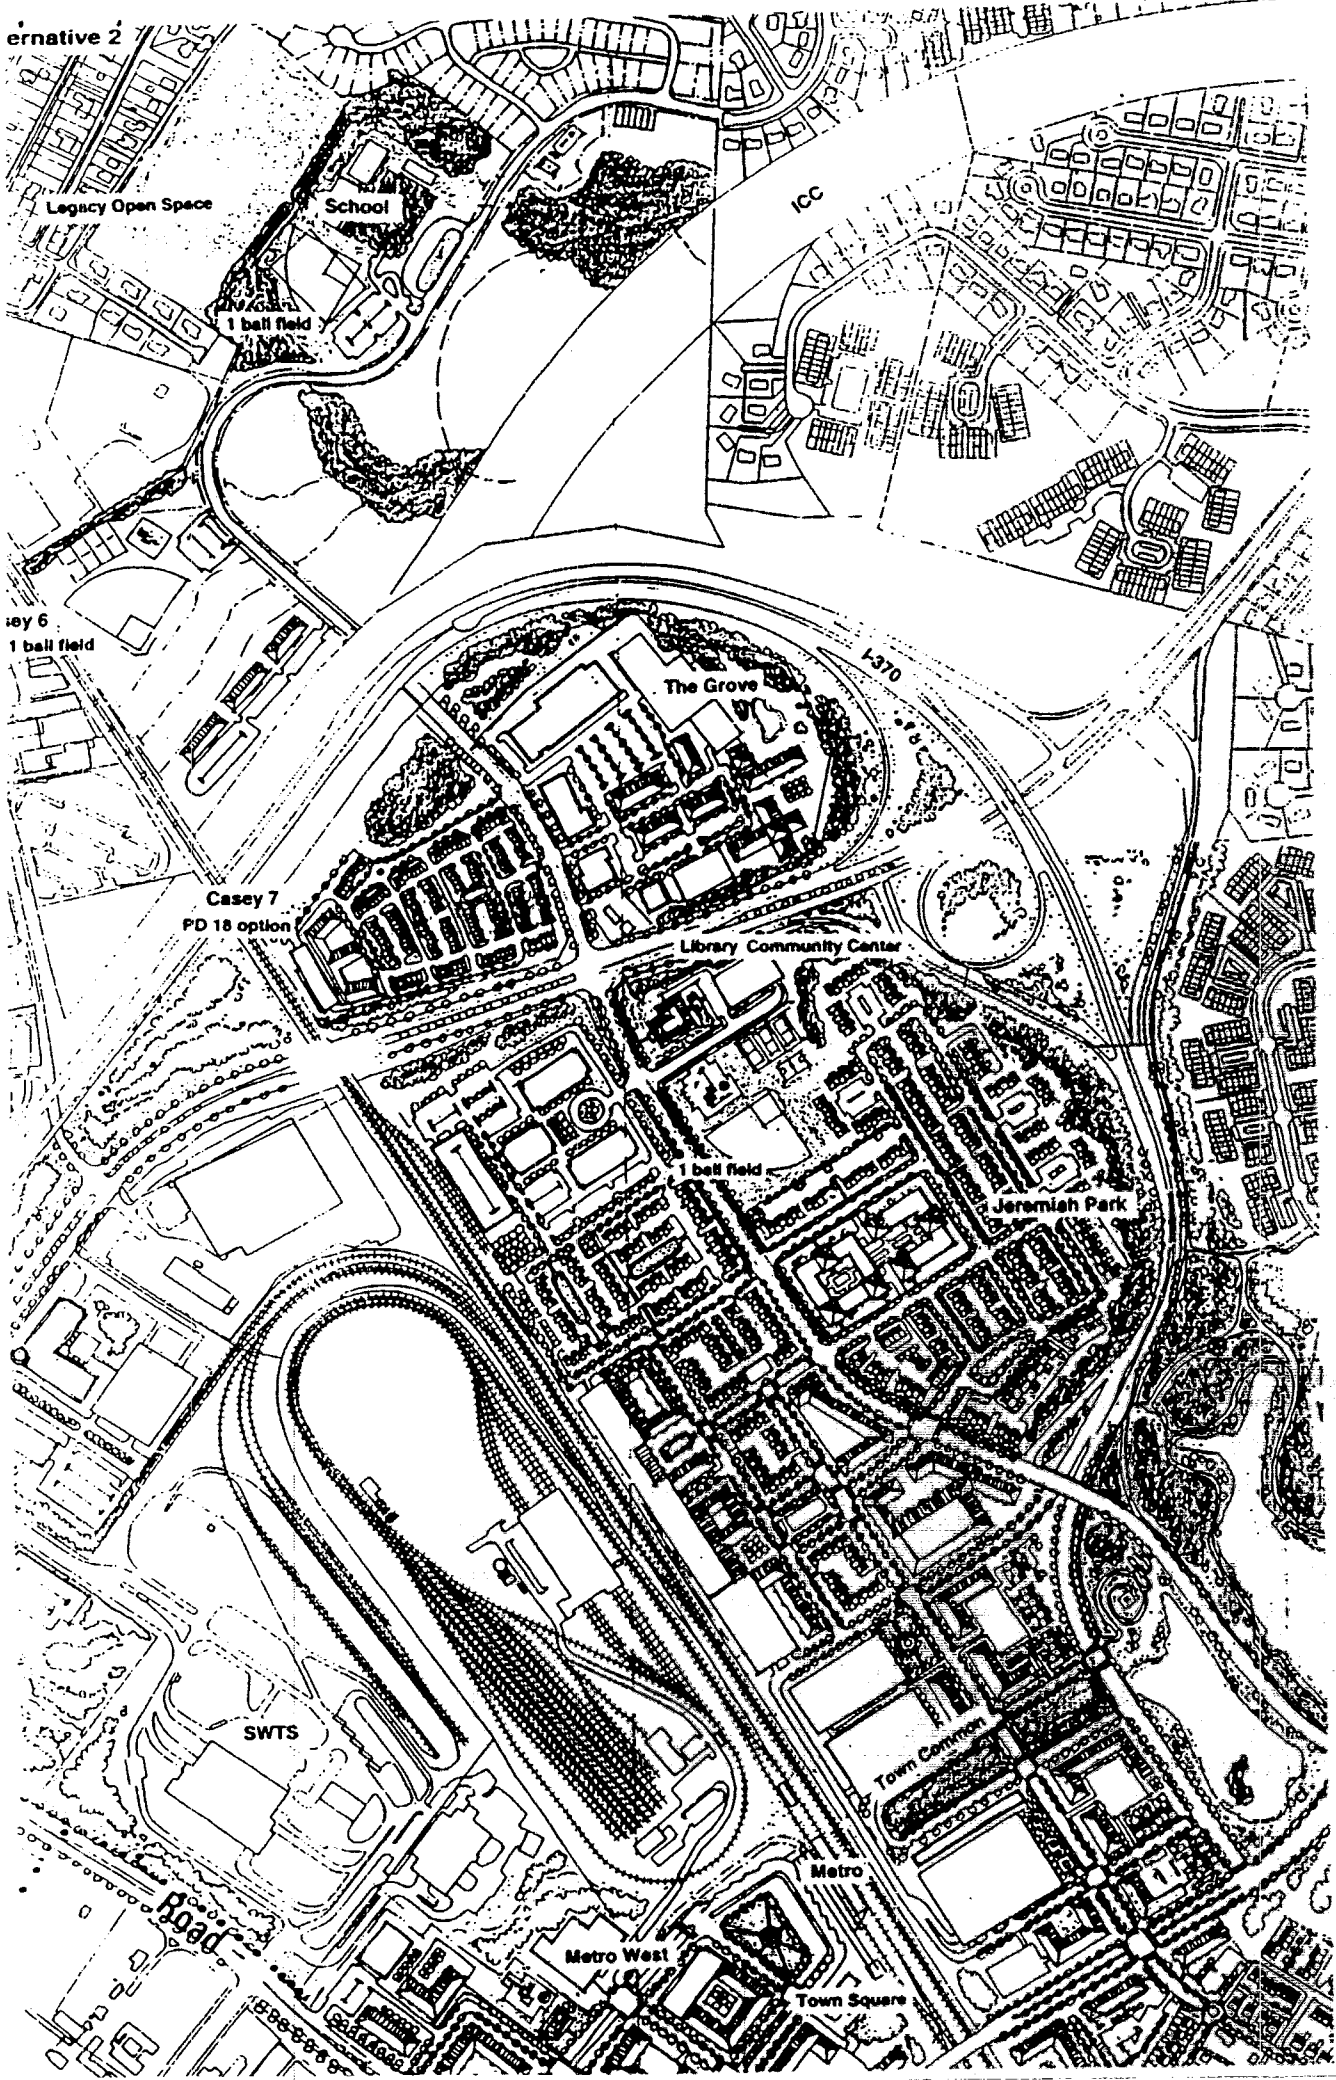 ernative 2
Legacy Open Space
School
ICC
1 ball field
sey 6
1 ball field
I-370
The Grove
Casey 7
PD 18 option
Library Community Center
1 ball field
Jeremiah Park
SWTS
Town Common
Metro
Road
Metro West
Town Square